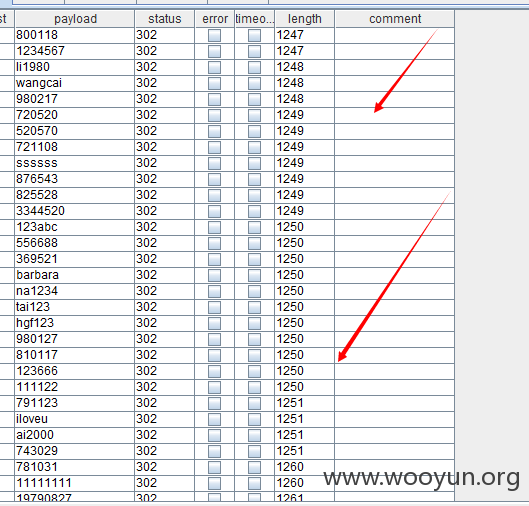 st payload status error timeo... length comment
800118 302 1247
1234567 302 1247
li1980 302 1248
wangcai 302 1248
980217 302 1248
720520 302 1249
520570 302 1249
721108 302 1249
ssssss 302 1249
876543 302 1249
825528 302 1249
3344520 302 1249
123abc 302 1250
556688 302 1250
369521 302 1250
barbara 302 1250
na1234 302 1250
tai123 302 1250
hgf123 302 1250
980127 302 1250
810117 302 1250
123666 302 1250
111122 302 1250
791123 302 1251
iloveu 302 1251
ai2000 302 1251
743029 302 1251
781031 302 1260
11111111 302 1260
19790827 302 1261
www.wooyun.org